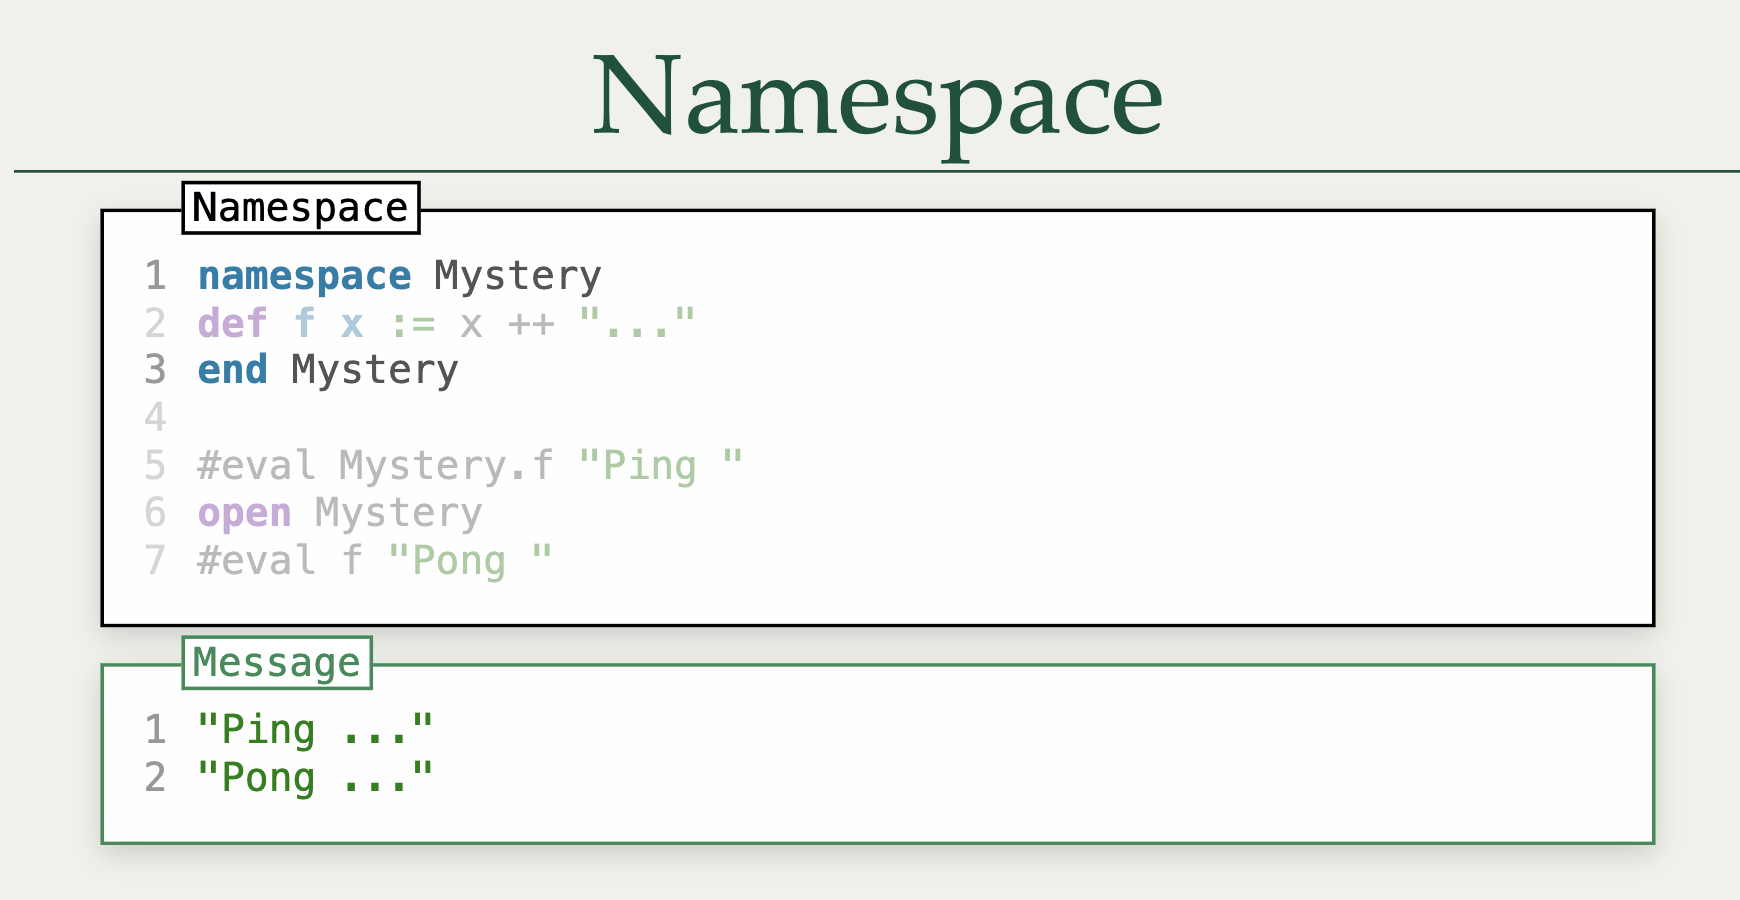 Namespace
Namespace
1 namespace Mystery
2 def f x := x ++ "..."
3 end Mystery
4
5 #eval Mystery.f "Ping "
6 open Mystery
7 #eval f "Pong "
Message
1 "Ping ..."
2 "Pong ..."